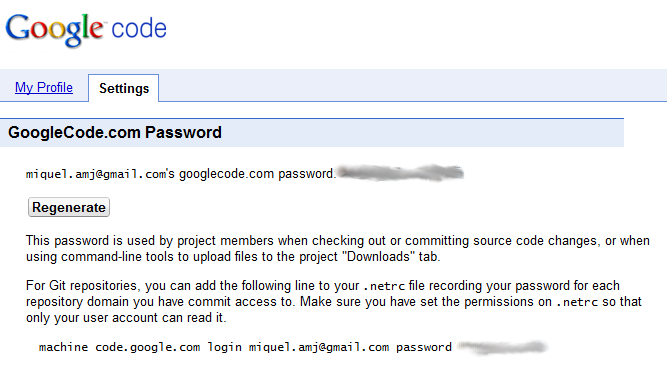 Google code
My Profile Settings
GoogleCode.com Password
miquel.amj@gmail.com's googlecode.com password.
Regenerate
This password is used by project members when checking out or committing source code changes, or when
using command-line tools to upload files to the project "Downloads" tab.
For Git repositories, you can add the following line to your .netrc file recording your password for each
repository domain you have commit access to. Make sure you have set the permissions on .netrc so that
only your user account can read it.
machine code.google.com login miquel.amj@gmail.com password